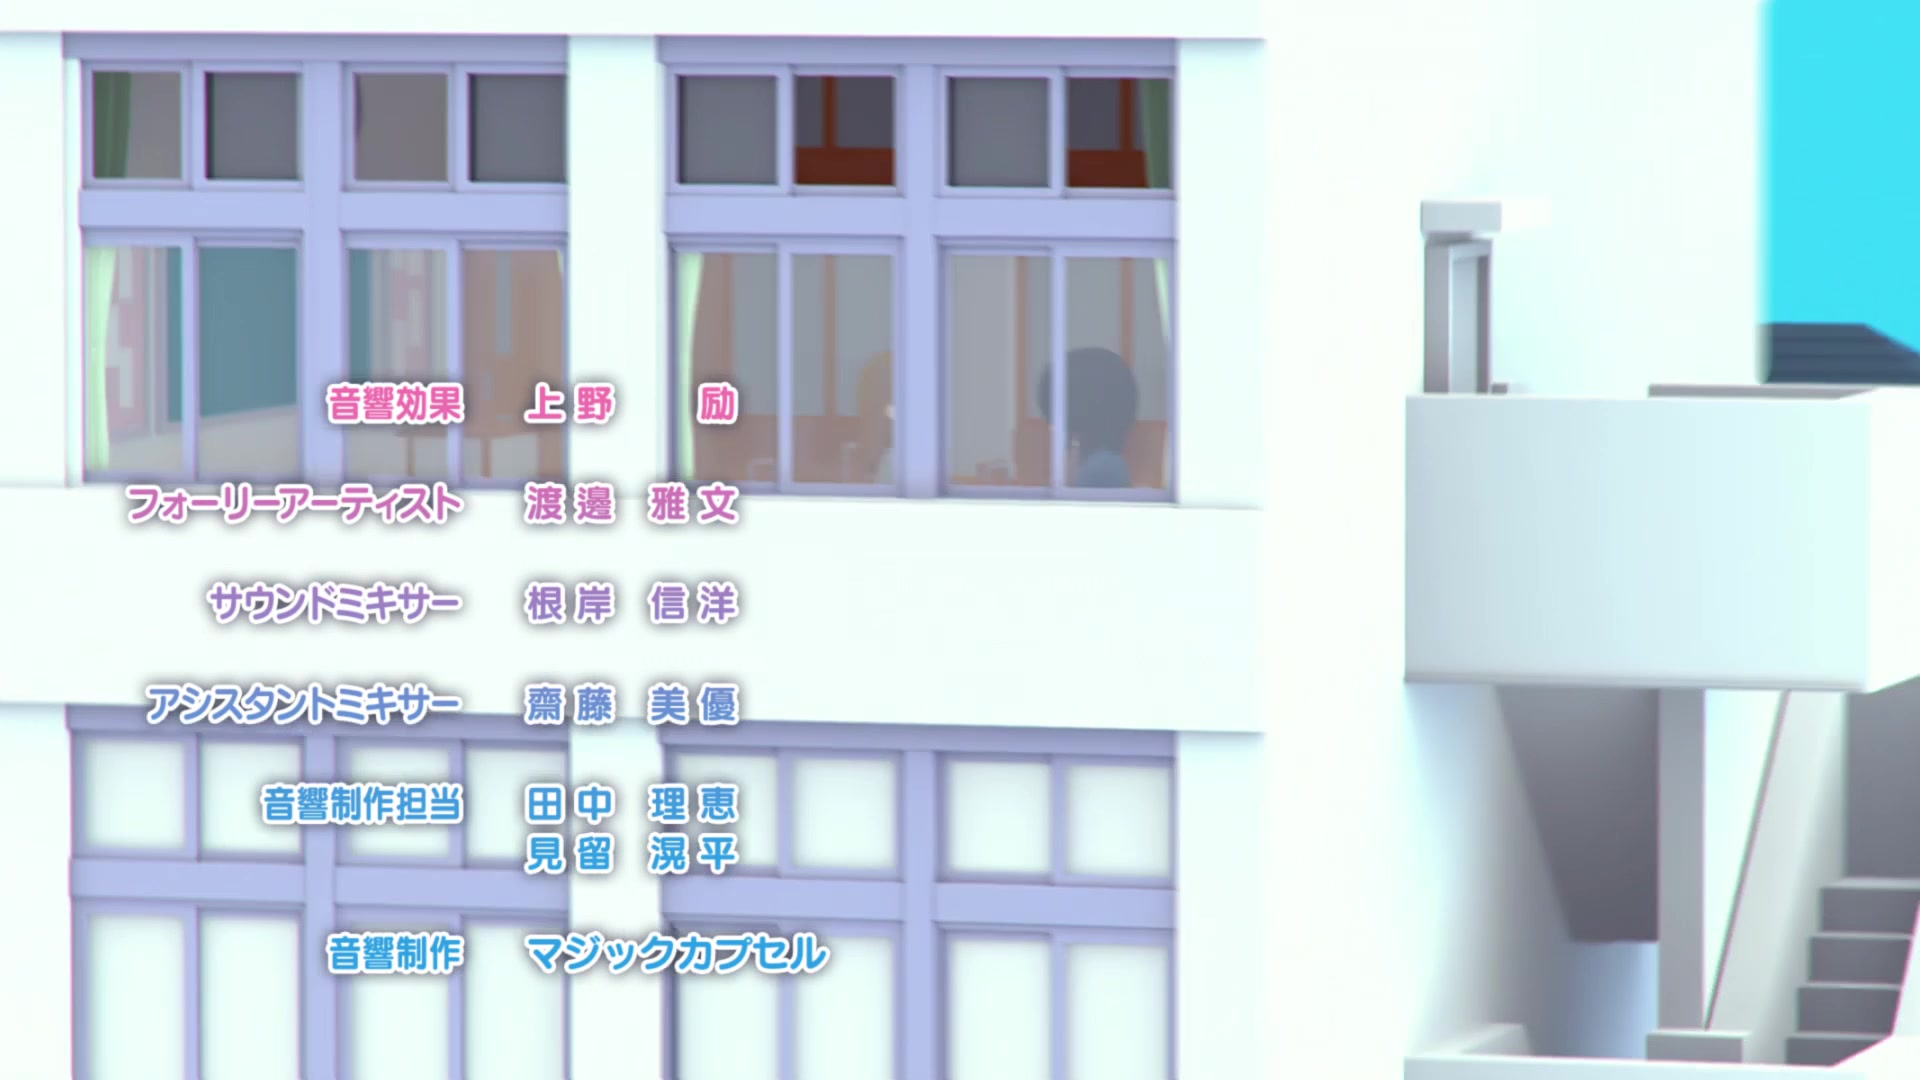 音響効果 上野 励
フォーリーアーティスト 渡邊 雅文
サウンドミキサー 根岸 信洋
アシスタントミキサー 齋藤 美優
音響制作担当 田中 理恵
見留 滉平
音響制作 マジックカプセル